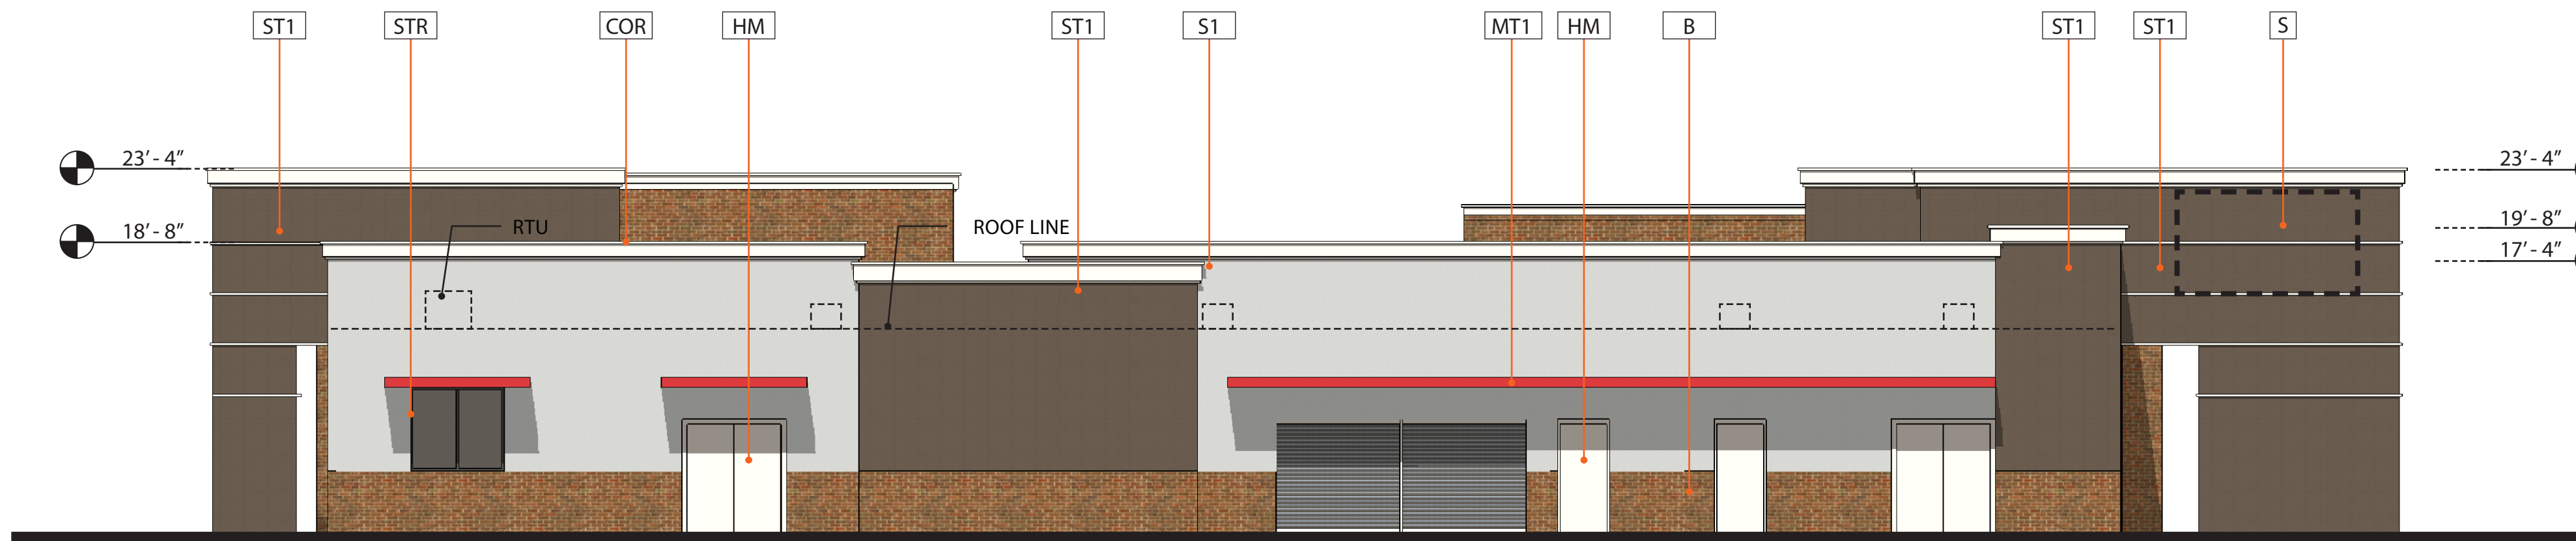 ST1 STR COR HM ST1 S1 MT1 HM B ST1 ST1 S
23’ - 4” 23’ - 4”
18’ - 8” RTU ROOF LINE 19’ - 8”
17’ - 4”